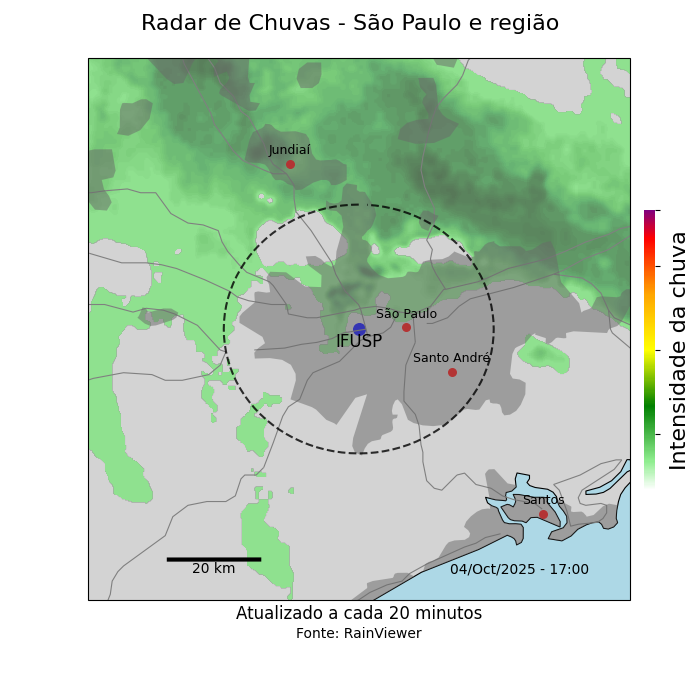 Radar de Chuvas - São Paulo e região
Jundiaí
São Paulo
IFUSP
Santo André
Santos
20 km
04/Oct/2025 - 17:00
Intensidade da chuva
Atualizado a cada 20 minutos
Fonte: RainViewer